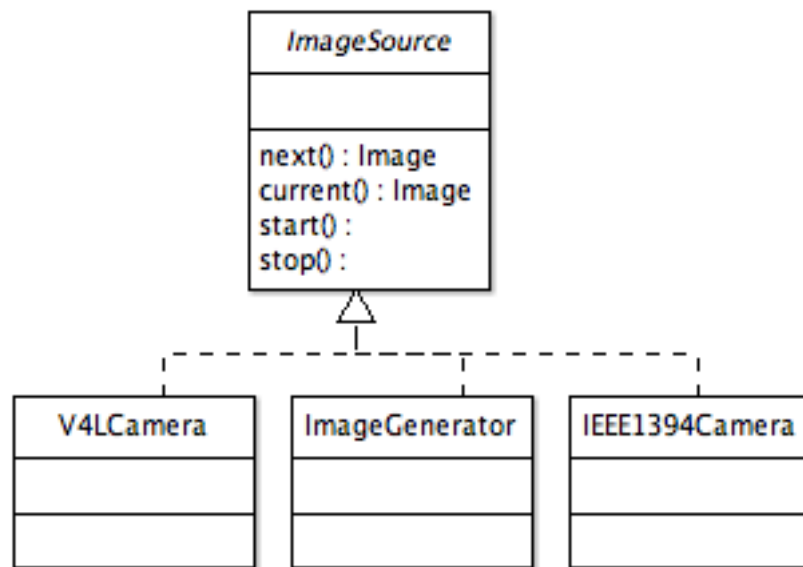 ImageSource
next() : Image
current() : Image
start() :
stop() :
V4LCamera
ImageGenerator
IEEE1394Camera